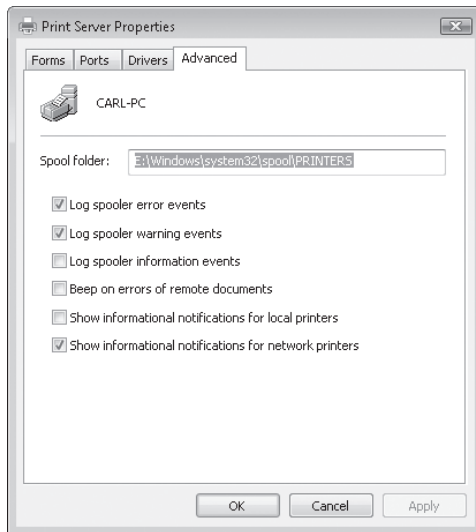 Print Server Properties
Forms Ports Drivers Advanced
CARL-PC
Spool folder: E:\Windows\system32\spool\PRINTERS
Log spooler error events
Log spooler warning events
Log spooler information events
Beep on errors of remote documents
Show informational notifications for local printers
Show informational notifications for network printers
OK Cancel Apply